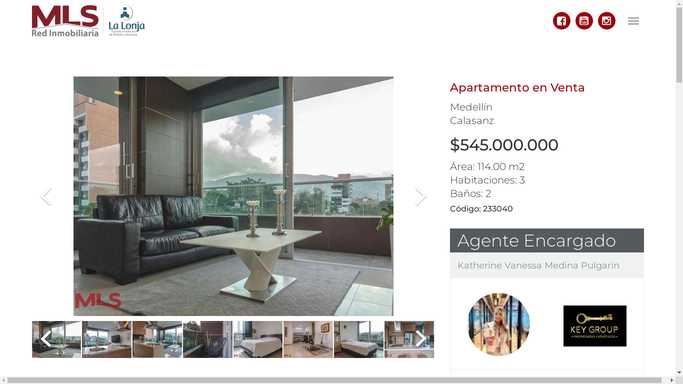 MLS
Red Inmobiliaria
La Lonja
Apartamento en Venta
Medellín
Calasanz
$545.000.000
Área: 114.00 m2
Habitaciones: 3
Baños: 2
Código: 233040
MLS
Agente Encargado
Katherine Vanessa Medina Pulgarin
KEY GROUP